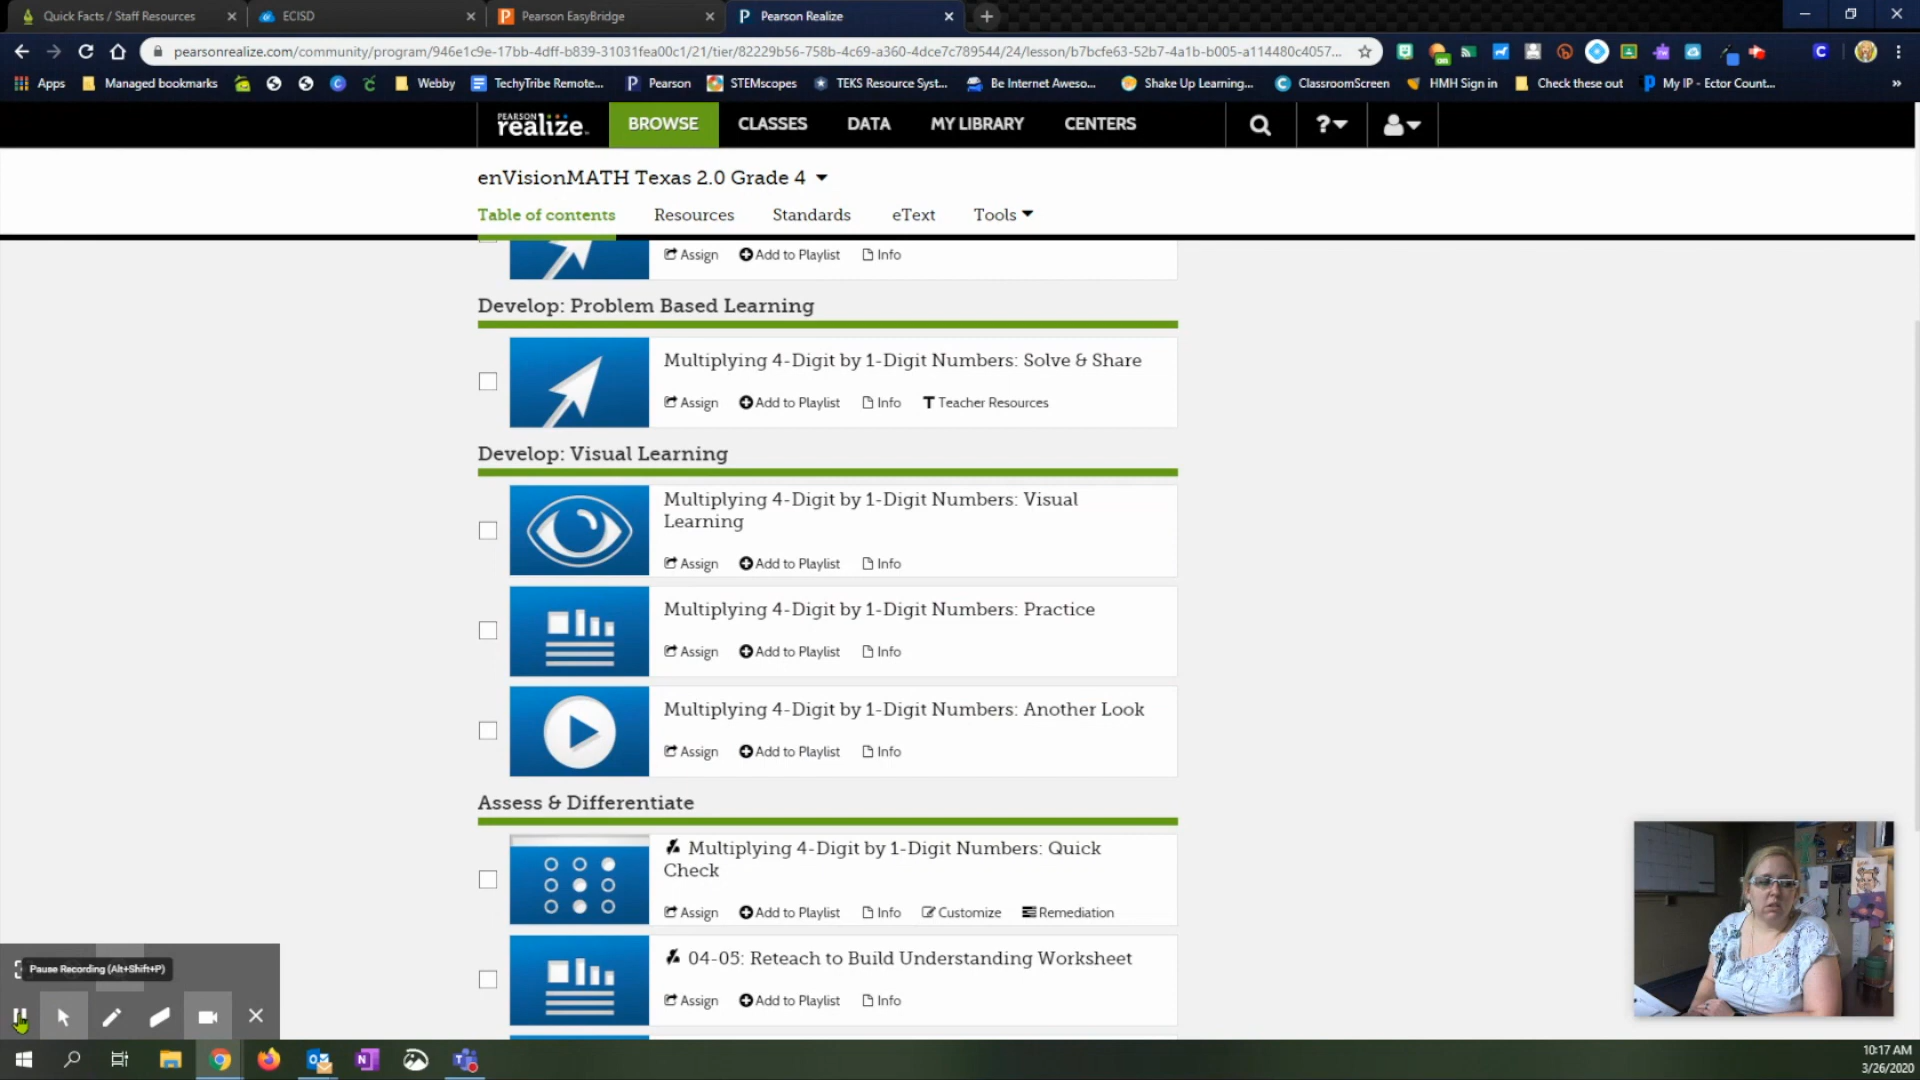 Quick Facts / Staff Resources
ECISD
Pearson EasyBridge
Pearson Realize
pearsonrealize.com/community/program/946e1c9e-17bb-4dff-b839-31031fea00c1/21/tier/82229b56-758b-4c69-a360-4dce7c789544/24/lesson/b7bcfe63-52b7-4a1b-b005-a114480c4057...
Apps
Managed bookmarks
Webby
TechyTribe Remote...
Pearson
STEMscopes
TEKS Resource Syst...
Be Internet Aweso...
Shake Up Learning...
ClassroomScreen
HMH Sign in
Check these out
My IP - Ector Count...
PEARSON
realize
BROWSE
CLASSES
DATA
MY LIBRARY
CENTERS
?
enVisionMATH Texas 2.0 Grade 4
Table of contents
Resources
Standards
eText
Tools
Assign
Add to Playlist
Info
Develop: Problem Based Learning
Multiplying 4-Digit by 1-Digit Numbers: Solve & Share
Assign
Add to Playlist
Info
Teacher Resources
Develop: Visual Learning
Multiplying 4-Digit by 1-Digit Numbers: Visual
Learning
Assign
Add to Playlist
Info
Multiplying 4-Digit by 1-Digit Numbers: Practice
Assign
Add to Playlist
Info
Multiplying 4-Digit by 1-Digit Numbers: Another Look
Assign
Add to Playlist
Info
Assess & Differentiate
Multiplying 4-Digit by 1-Digit Numbers: Quick
Check
Assign
Add to Playlist
Info
Customize
Remediation
04-05: Reteach to Build Understanding Worksheet
Assign
Add to Playlist
Info
Pause Recording (Alt+Shift+P)
10:17 AM
3/26/2020